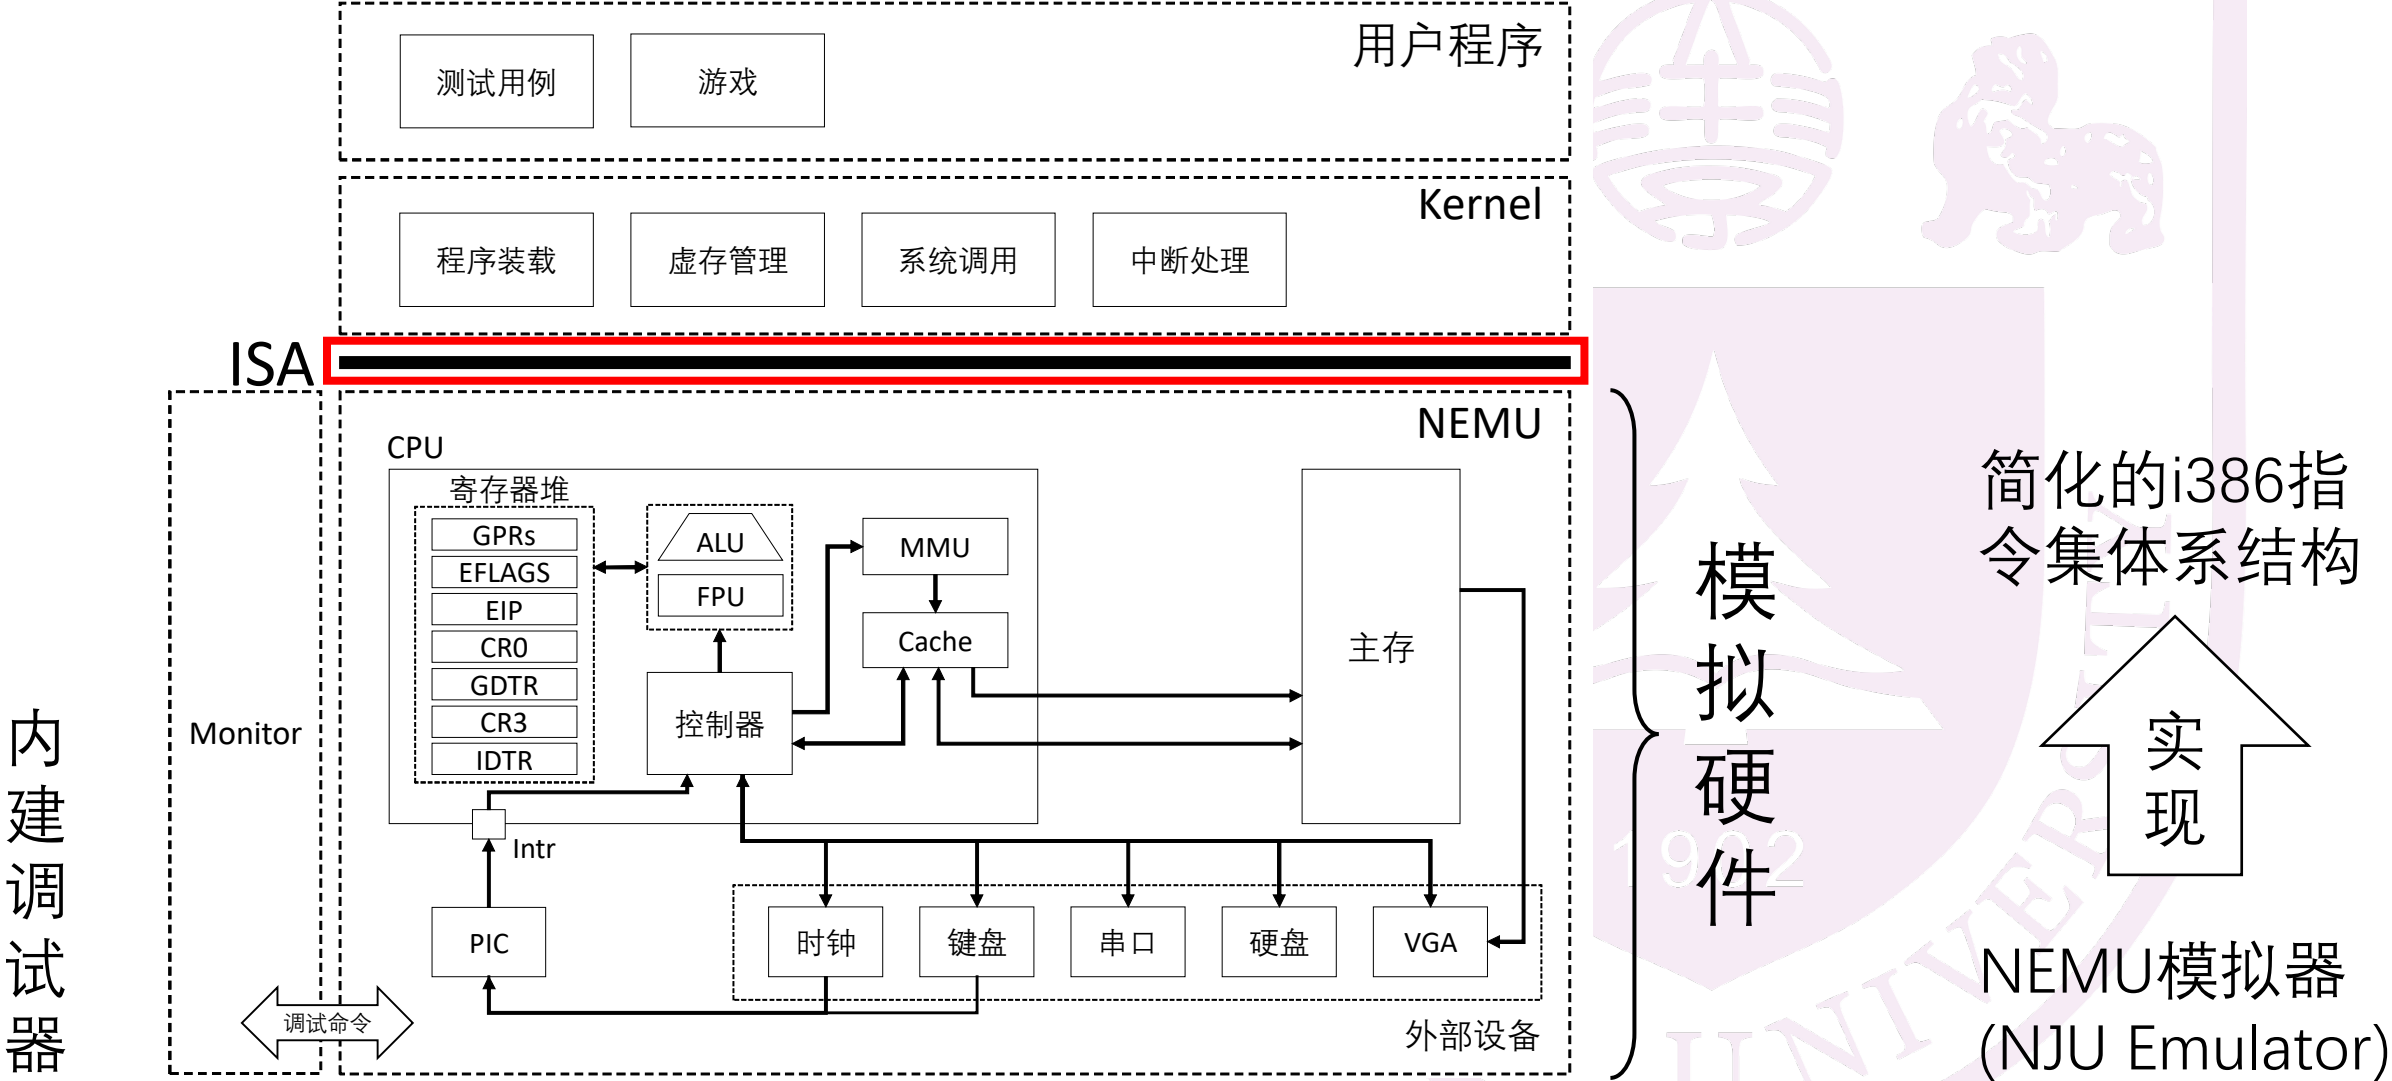 用户程序
测试用例
游戏
Kernel
程序装载
虚存管理
系统调用
中断处理
ISA
NEMU
CPU
寄存器堆
GPRs
EFLAGS
EIP
CR0
GDTR
CR3
IDTR
ALU
FPU
MMU
Cache
控制器
主存
Intr
PIC
时钟
键盘
串口
硬盘
VGA
外部设备
Monitor
调试命令
内建调试器
模拟硬件
简化的i386指
令集体系结构
实现
NEMU模拟器
(NJU Emulator)
1902
UNIVERSITY